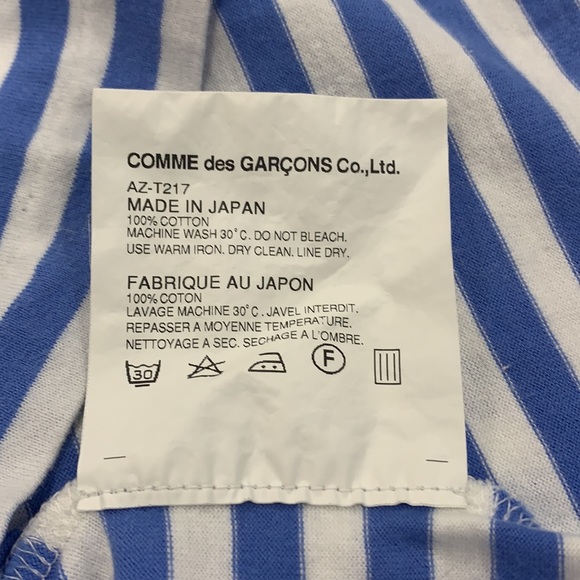 COMME des GARÇONS Co.,Ltd.
AZ-T217
MADE IN JAPAN
100% COTTON
MACHINE WASH 30°C. DO NOT BLEACH.
USE WARM IRON. DRY CLEAN. LINE DRY.
FABRIQUE AU JAPON
100% COTON
LAVAGE MACHINE 30°C. JAVEL INTERDIT.
REPASSER A MOYENNE TEMPERATURE.
NETTOYAGE A SEC. SECHAGE A L'OMBRE.
30 F